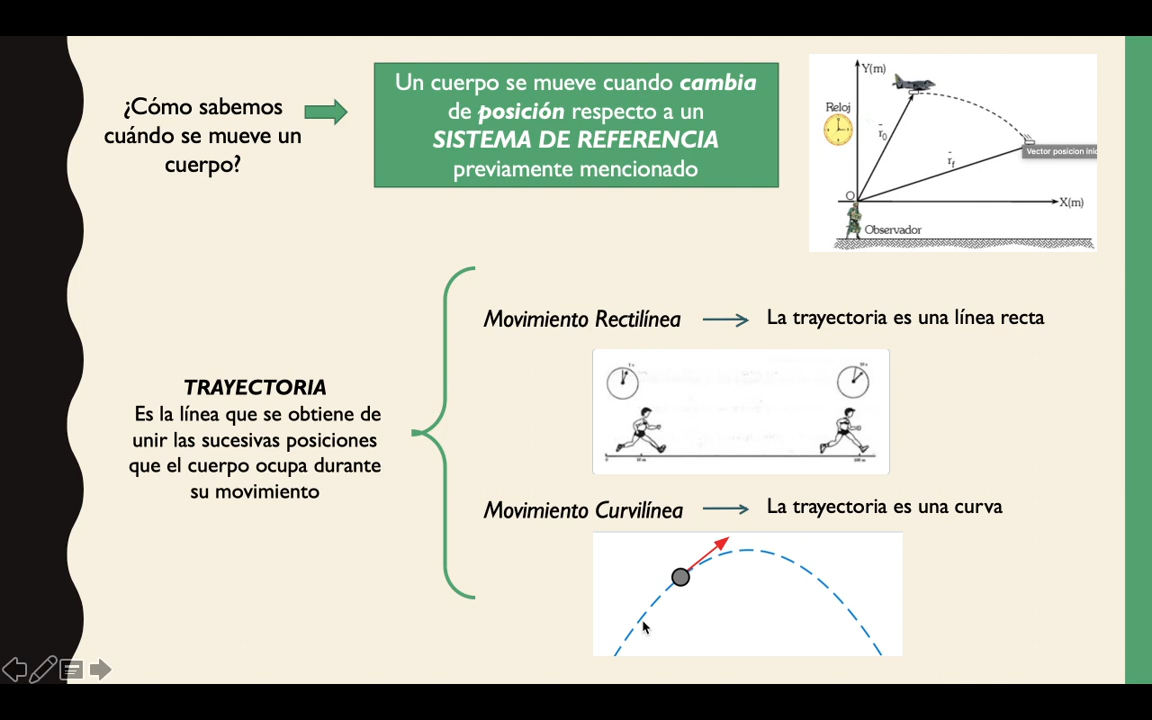 ¿Cómo sabemos
cuándo se mueve un
cuerpo?
Un cuerpo se mueve cuando cambia
de posición respecto a un
SISTEMA DE REFERENCIA
previamente mencionado
Y(m)
Reloj
r0
rf
Vector posicion inic
O
X(m)
Observador
TRAYECTORIA
Es la línea que se obtiene de
unir las sucesivas posiciones
que el cuerpo ocupa durante
su movimiento
Movimiento Rectilínea
La trayectoria es una línea recta
Movimiento Curvilínea
La trayectoria es una curva